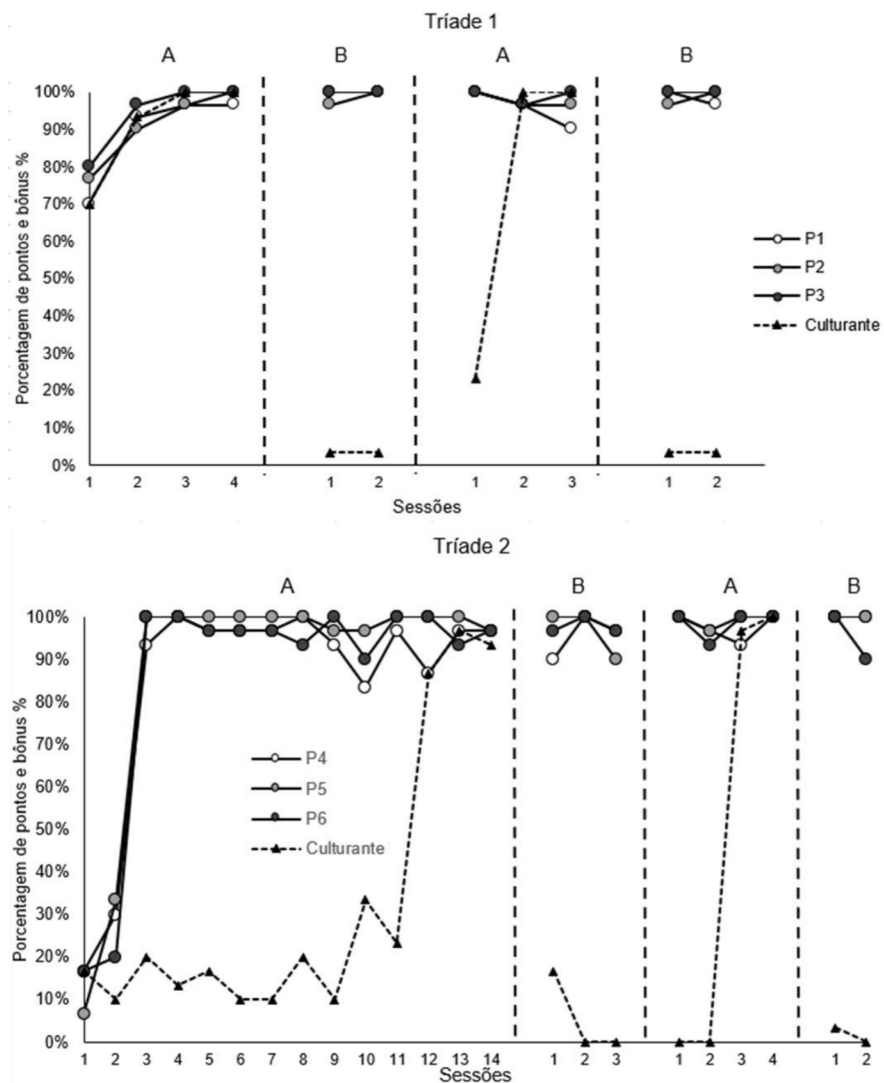 Tríade 1
A B A B
Porcentagem de pontos e bônus %
100%
90%
80%
70%
60%
50%
40%
30%
20%
10%
0%
P1
P2
P3
Culturante
1 2 3 4 1 2 1 2 3 1 2
Sessões
Tríade 2
A B A B
Porcentagem de pontos e bônus %
100%
90%
80%
70%
60%
50%
40%
30%
20%
10%
0%
P4
P5
P6
Culturante
1 2 3 4 5 6 7 8 9 10 11 12 13 14 1 2 3 1 2 3 4 1 2
Sessões